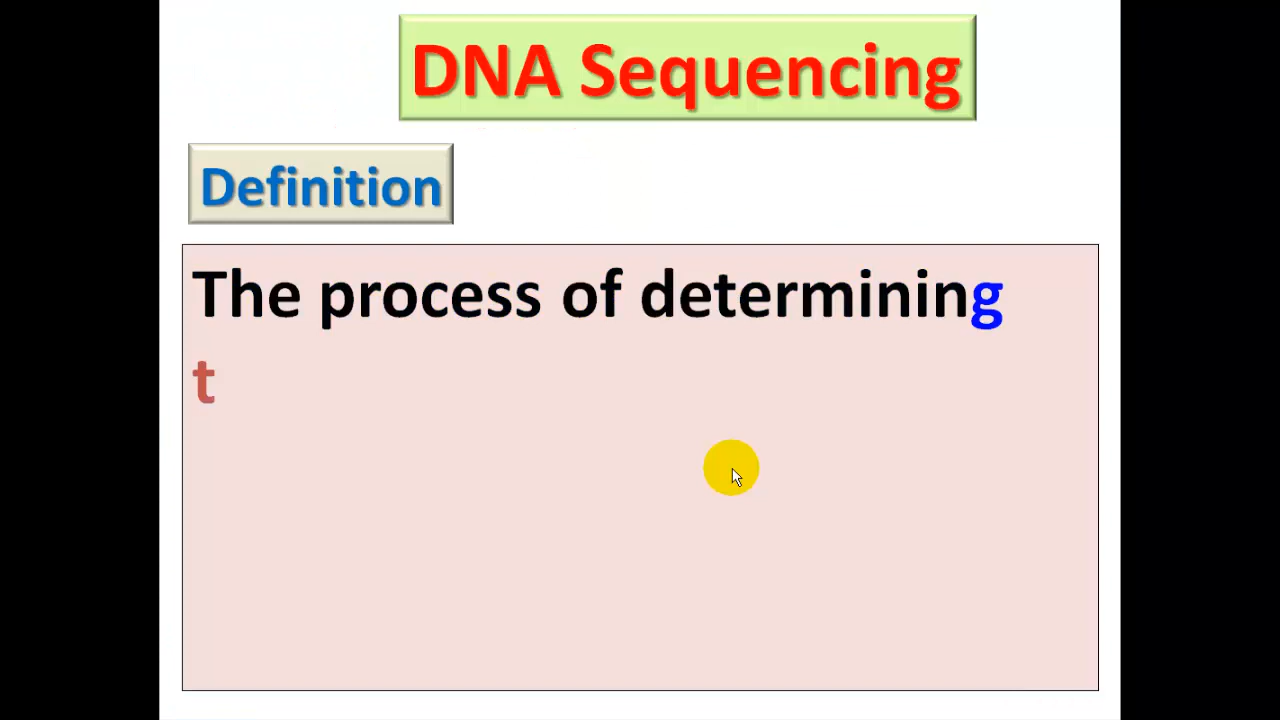 DNA Sequencing
Definition
The process of determining
t